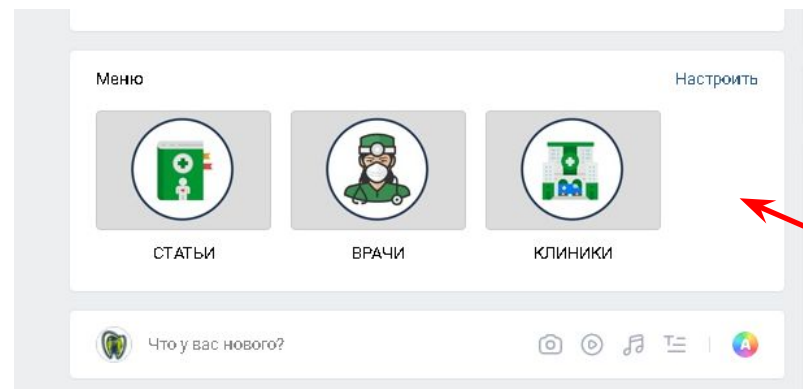 Меню
Настроить
СТАТЬИ
ВРАЧИ
КЛИНИКИ
Что у вас нового?
A